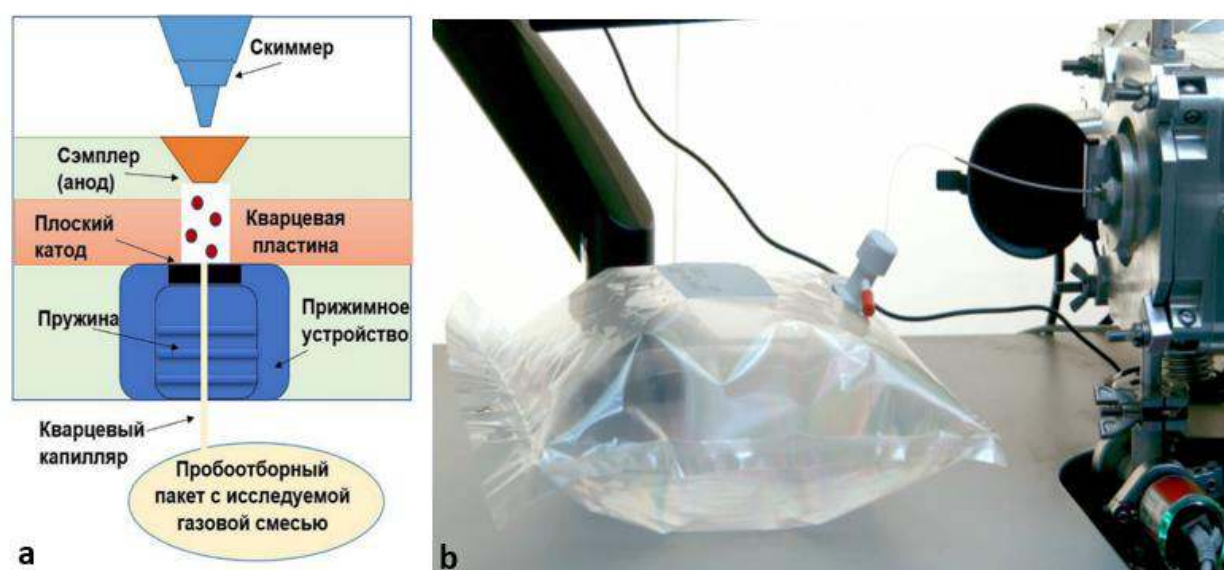 Скиммер
Сэмплер
(анод)
Плоский
катод
Кварцевая
пластина
Пружина
Прижимное
устройство
Кварцевый
капилляр
Пробоотборный
пакет с исследуемой
газовой смесью
a
b